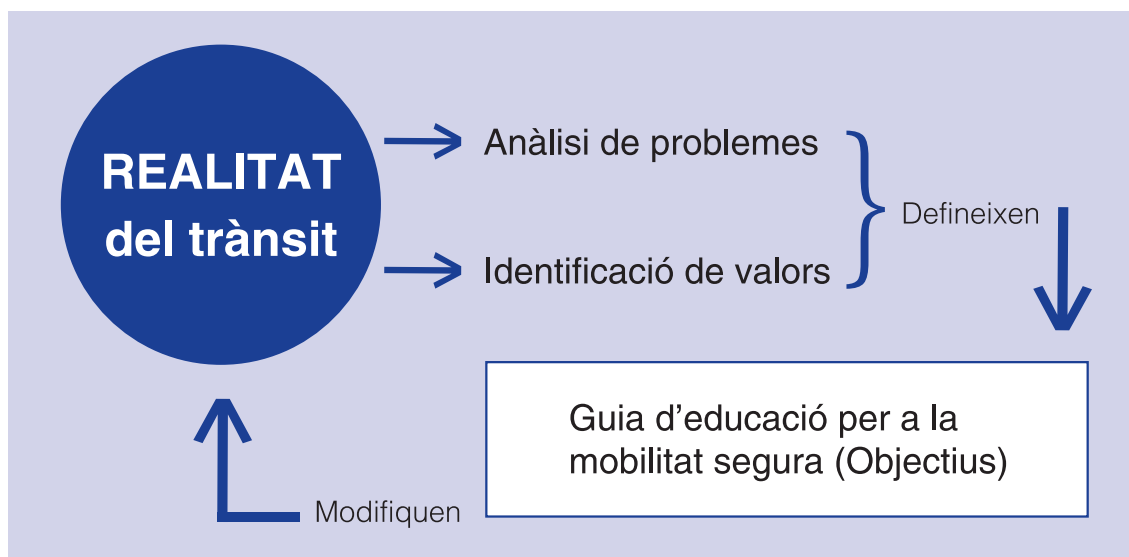 REALITAT
del trànsit
Anàlisi de problemes
Identificació de valors
Defineixen
Guia d’educació per a la
mobilitat segura (Objectius)
Modifiquen